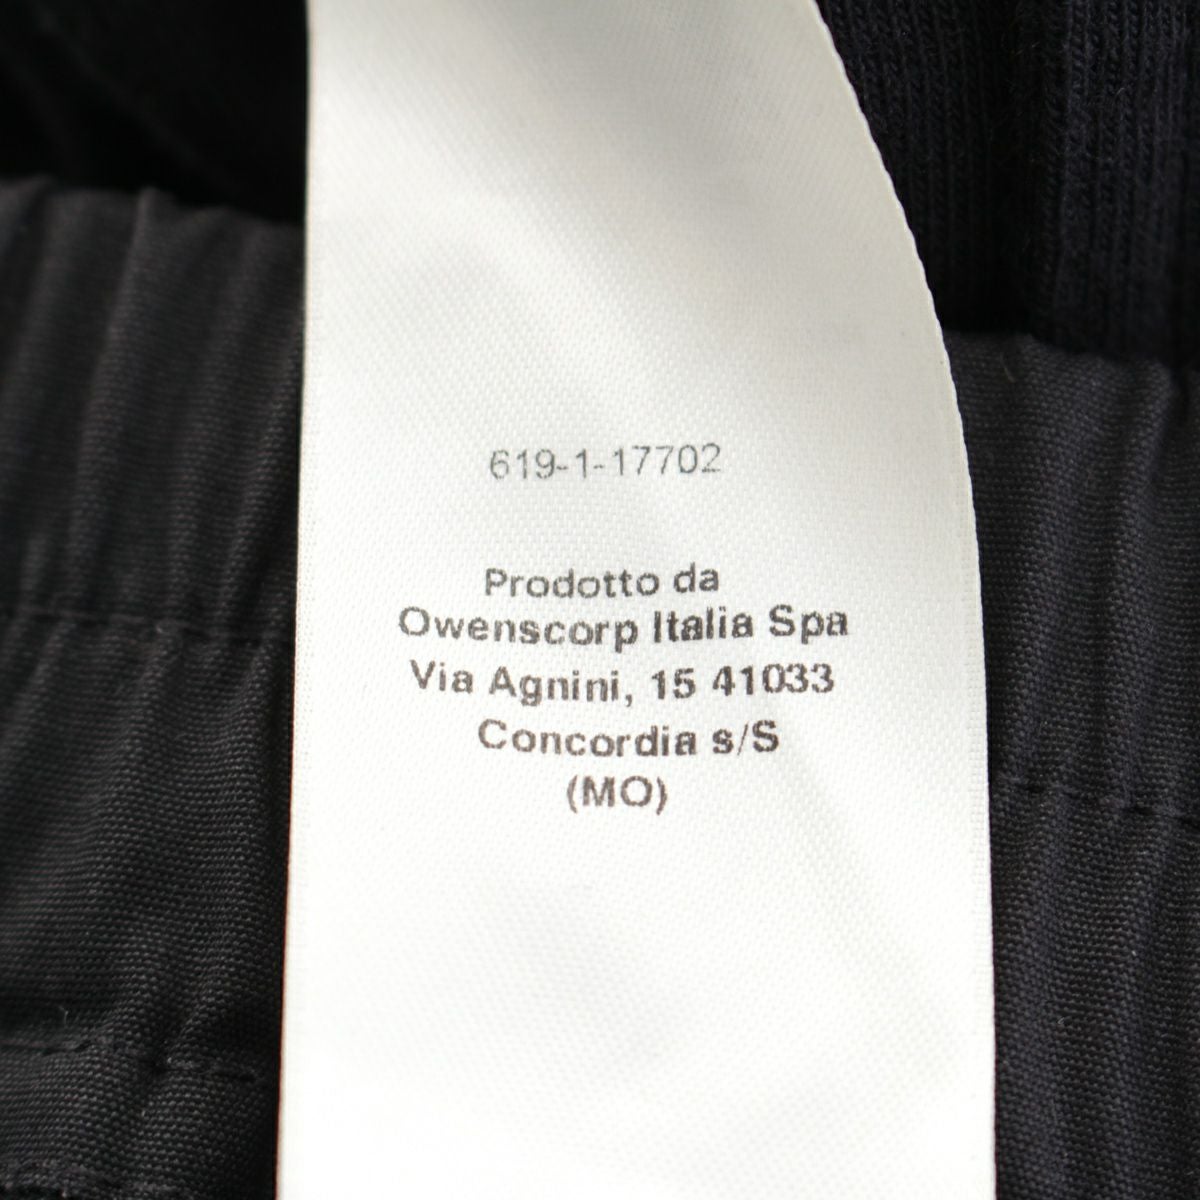 619-1-17702
Prodotto da
Owenscorp Italia Spa
Via Agnini, 15 41033
Concordia s/S
(MO)